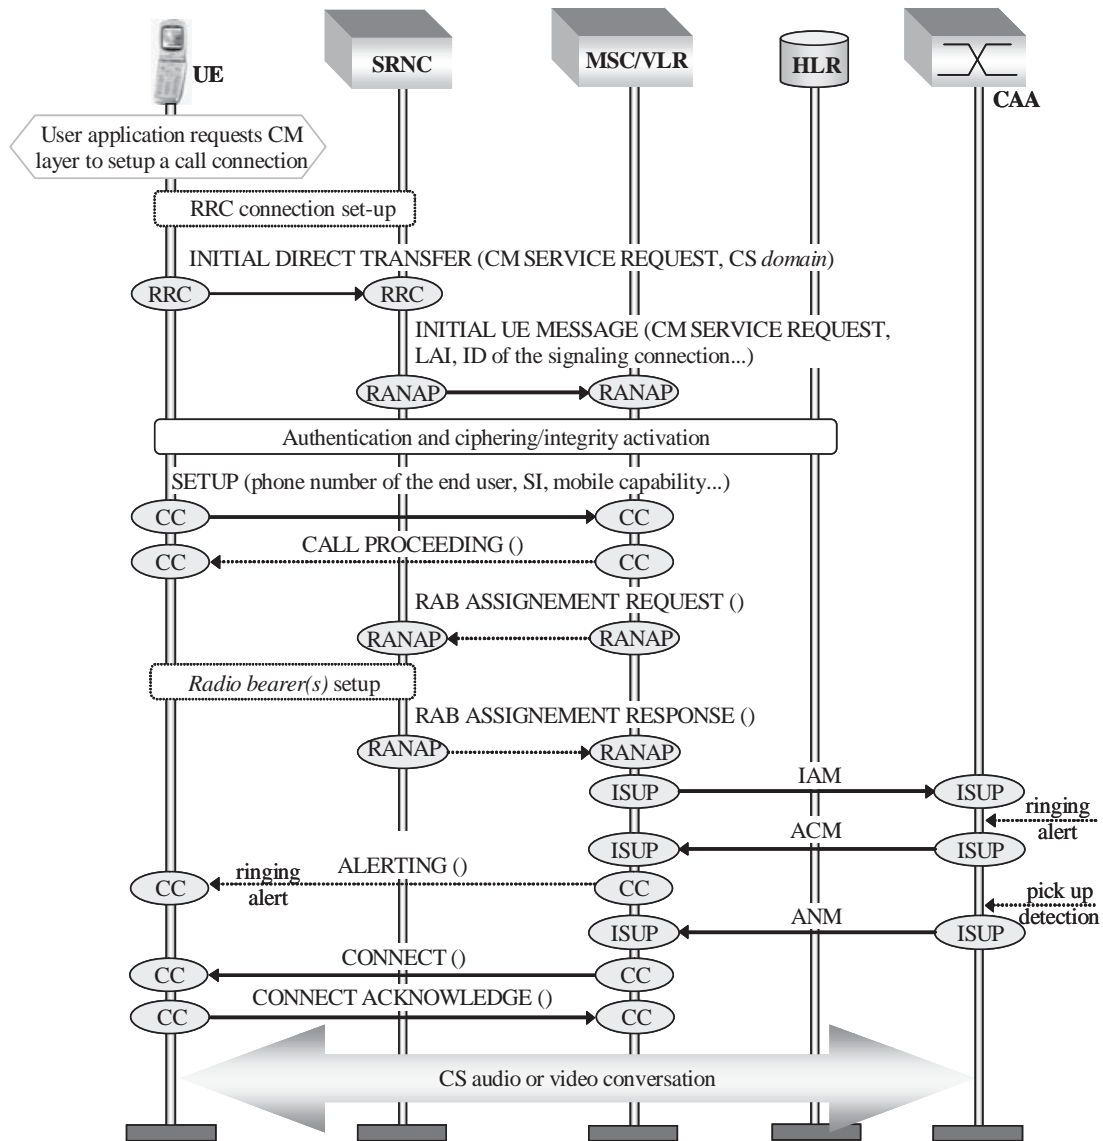 UE
SRNC
MSC/VLR
HLR
CAA
User application requests CM
layer to setup a call connection
RRC connection set-up
INITIAL DIRECT TRANSFER (CM SERVICE REQUEST, CS domain)
RRC
RRC
INITIAL UE MESSAGE (CM SERVICE REQUEST,
LAI, ID of the signaling connection...)
RANAP
RANAP
Authentication and ciphering/integrity activation
SETUP (phone number of the end user, SI, mobile capability...)
CC
CC
CALL PROCEEDING ()
CC
CC
RAB ASSIGNEMENT REQUEST ()
RANAP
RANAP
Radio bearer(s) setup
RAB ASSIGNEMENT RESPONSE ()
RANAP
RANAP
IAM
ISUP
ISUP
ringing
alert
ACM
ISUP
ISUP
ALERTING ()
ringing
alert
CC
CC
pick up
detection
ANM
ISUP
ISUP
CONNECT ()
CC
CC
CONNECT ACKNOWLEDGE ()
CC
CC
CS audio or video conversation